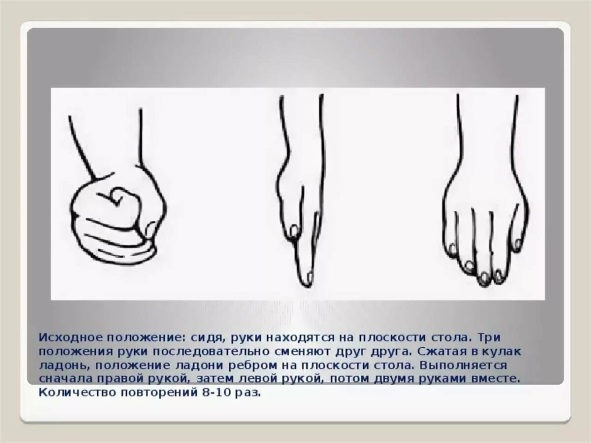 Исходное положение: сидя, руки находятся на плоскости стола. Три
положения руки последовательно сменяют друг друга. Сжатая в кулак
ладонь, положение ладони ребром на плоскости стола. Выполняется
сначала правой рукой, затем левой рукой, потом двумя руками вместе.
Количество повторений 8-10 раз.